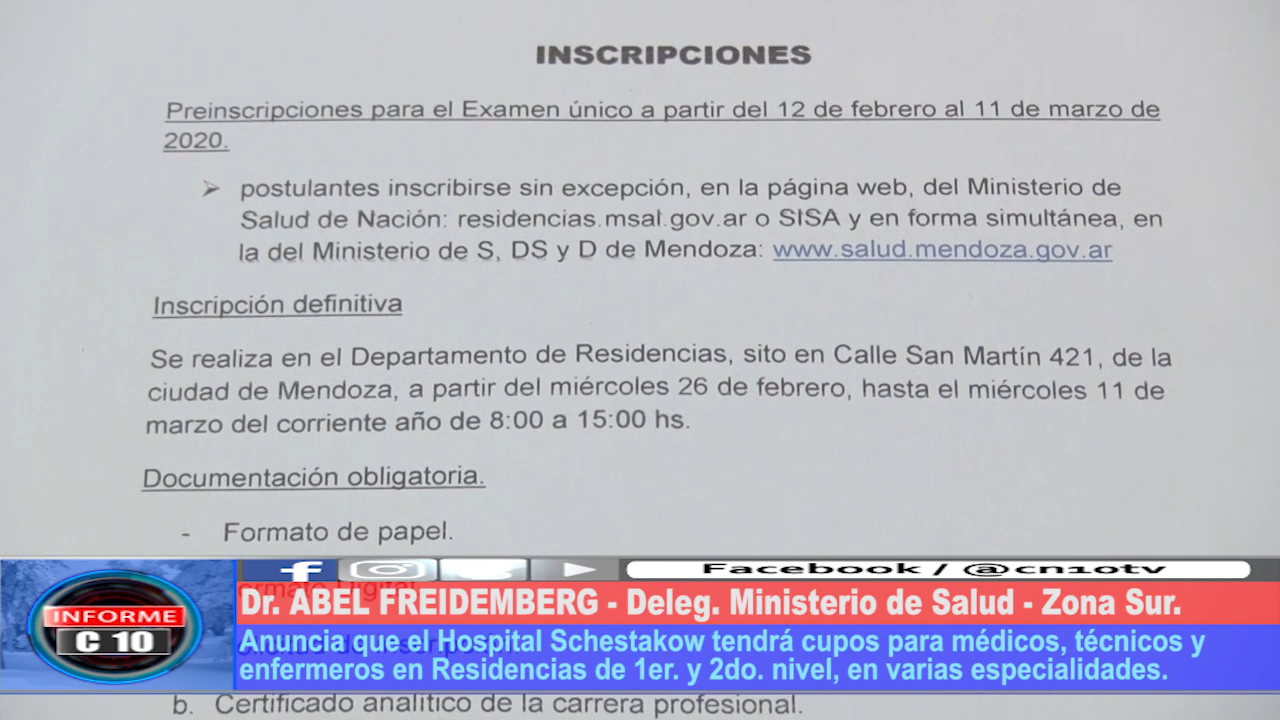 INSCRIPCIONES
Preinscripciones para el Examen único a partir del 12 de febrero al 11 de marzo de
2020.
➢ postulantes inscribirse sin excepción, en la página web, del Ministerio de
Salud de Nación: residencias.msal.gov.ar o SISA y en forma simultánea, en
la del Ministerio de S, DS y D de Mendoza: www.salud.mendoza.gov.ar
Inscripción definitiva
Se realiza en el Departamento de Residencias, sito en Calle San Martín 421, de la
ciudad de Mendoza, a partir del miércoles 26 de febrero, hasta el miércoles 11 de
marzo del corriente año de 8:00 a 15:00 hs.
Documentación obligatoria.
- Formato de papel.
f Facebook / @cn10tv
ormato Digital
INFORME
C 10
Dr. ABEL FREIDEMBERG - Deleg. Ministerio de Salud - Zona Sur.
Anuncia que el Hospital Schestakow tendrá cupos para médicos, técnicos y
enfermeros en Residencias de 1er. y 2do. nivel, en varias especialidades.
b. Certificado analítico de la carrera profesional.